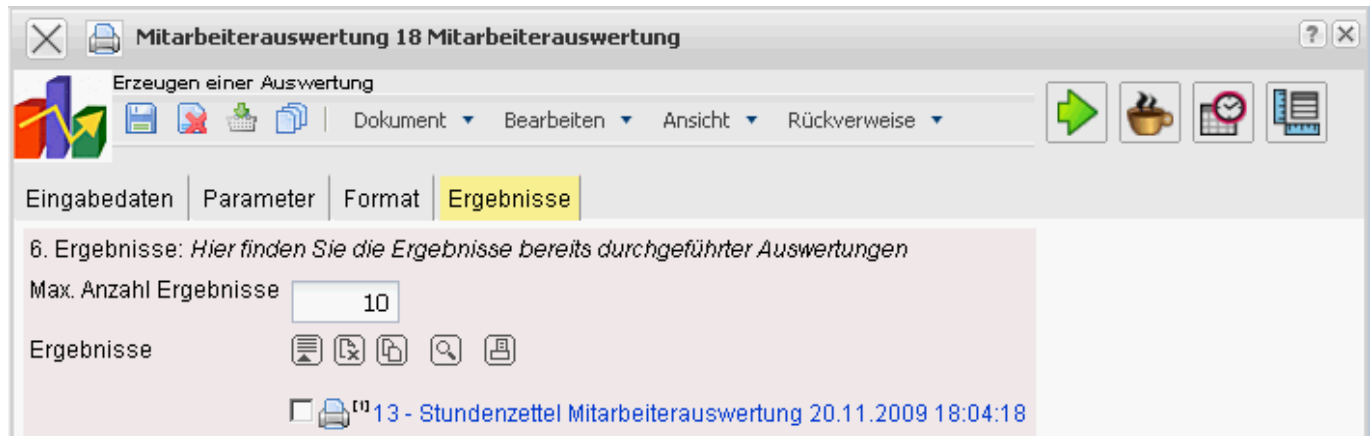 Mitarbeiterauswertung 18 Mitarbeiterauswertung
Erzeugen einer Auswertung
Dokument Bearbeiten Ansicht Rückverweise
Eingabedaten Parameter Format Ergebnisse
6. Ergebnisse: Hier finden Sie die Ergebnisse bereits durchgeführter Auswertungen
Max. Anzahl Ergebnisse 10
Ergebnisse
[1] 13 - Stundenzettel Mitarbeiterauswertung 20.11.2009 18:04:18